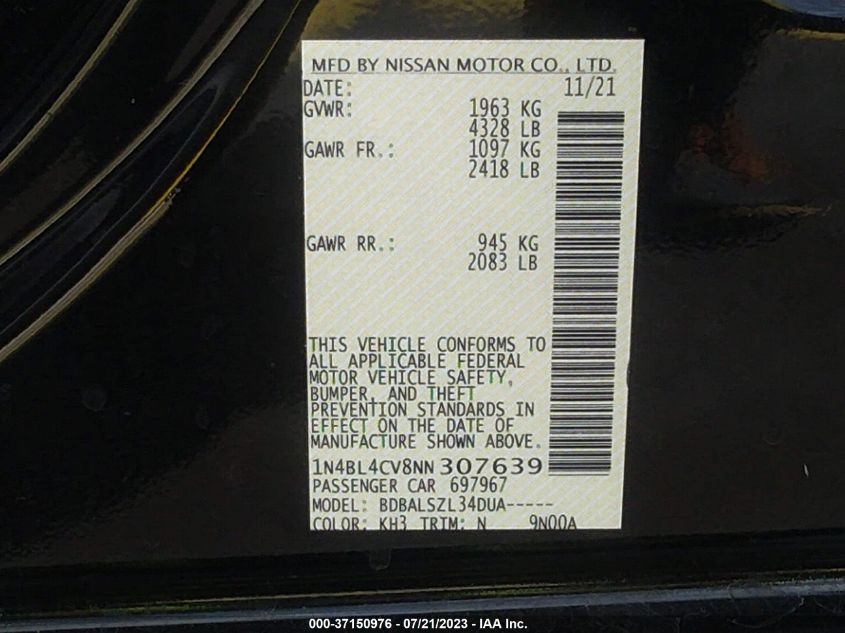 MFD BY NISSAN MOTOR CO., LTD.
DATE: 11/21
GVWR: 1963 KG
4328 LB
GAWR FR.: 1097 KG
2418 LB
GAWR RR.: 945 KG
2083 LB
THIS VEHICLE CONFORMS TO
ALL APPLICABLE FEDERAL
MOTOR VEHICLE SAFETY,
BUMPER, AND THEFT
PREVENTION STANDARDS IN
EFFECT ON THE DATE OF
MANUFACTURE SHOWN ABOVE.
1N4BL4CV8NN307639
PASSENGER CAR 697967
MODEL: BDBALSZL34DUA-----
COLOR: KH3 TRIM: N 9N00A
000-37150976 / 07/21/2023 - IAA Inc.